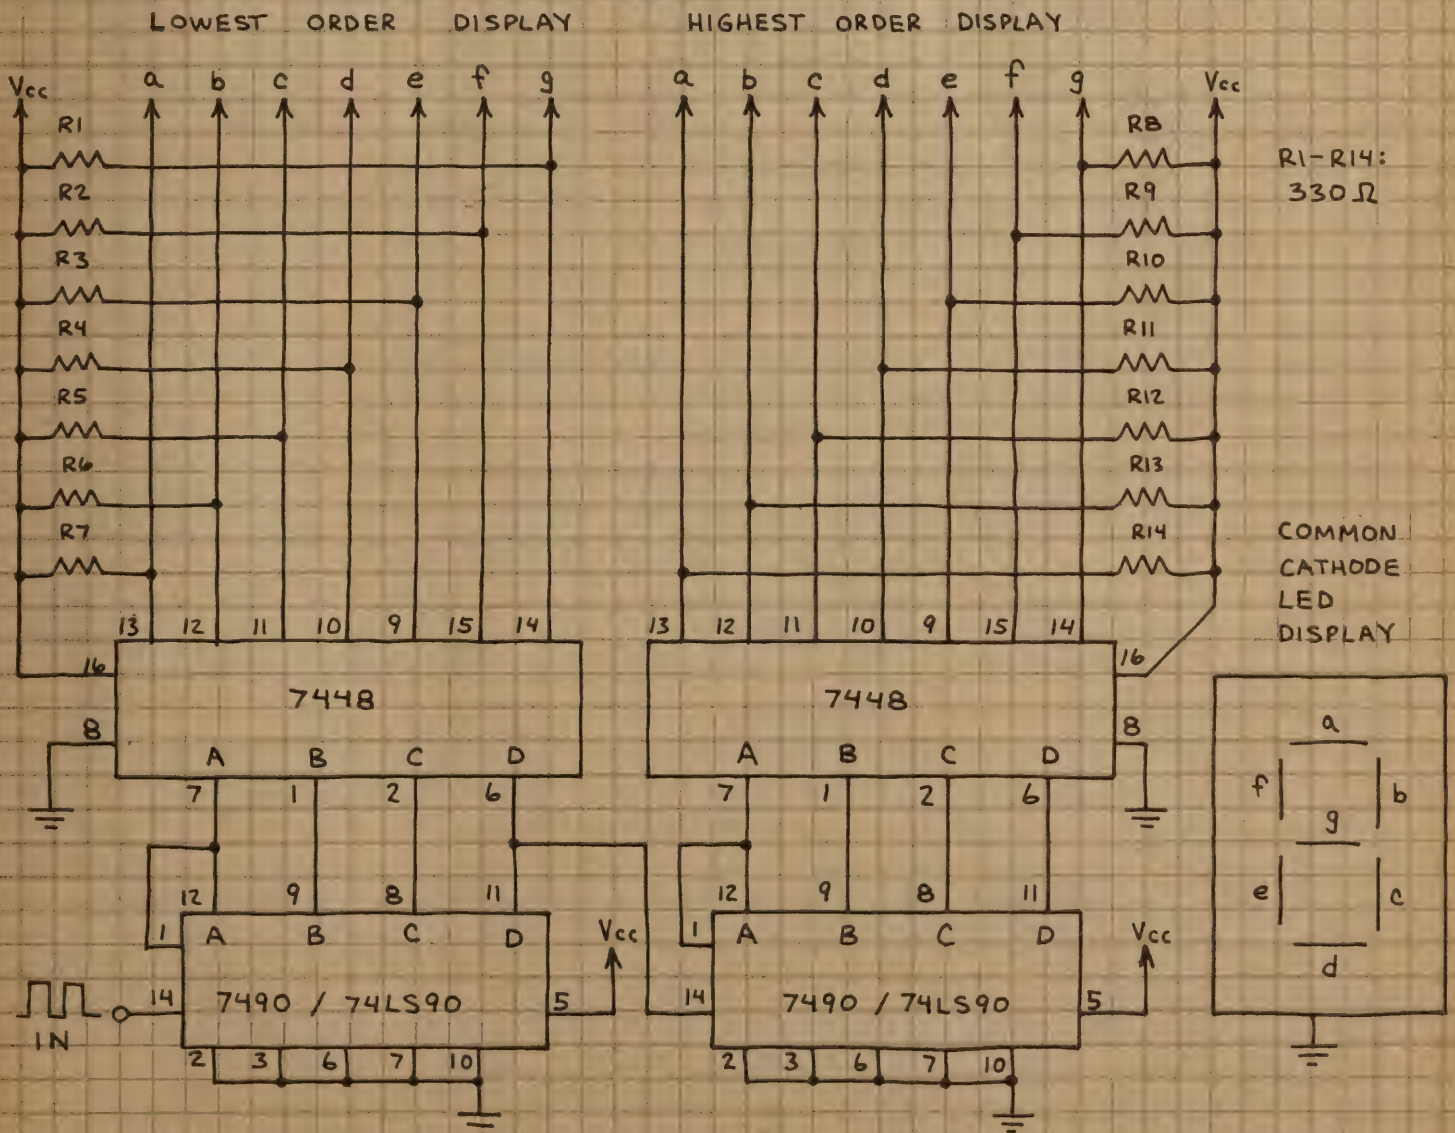 LOWEST ORDER DISPLAY
HIGHEST ORDER DISPLAY
Vcc a b c d e f g
a b c d e f g Vcc
R1
R8
R1-R14:
330 Ω
R2
R9
R3
R10
R4
R11
R5
R12
R6
R13
R7
R14
COMMON
CATHODE
LED
DISPLAY
13 12 11 10 9 15 14
13 12 11 10 9 15 14
16
16
7448
7448
8
8
A B C D
A B C D
7 1 2 6
7 1 2 6
a
f b
g
e c
d
12 9 8 11
12 9 8 11
1
A B C D
Vcc
1
A B C D
Vcc
14
7490 / 74LS90
5
14
7490 / 74LS90
5
IN
2 3 6 7 10
2 3 6 7 10